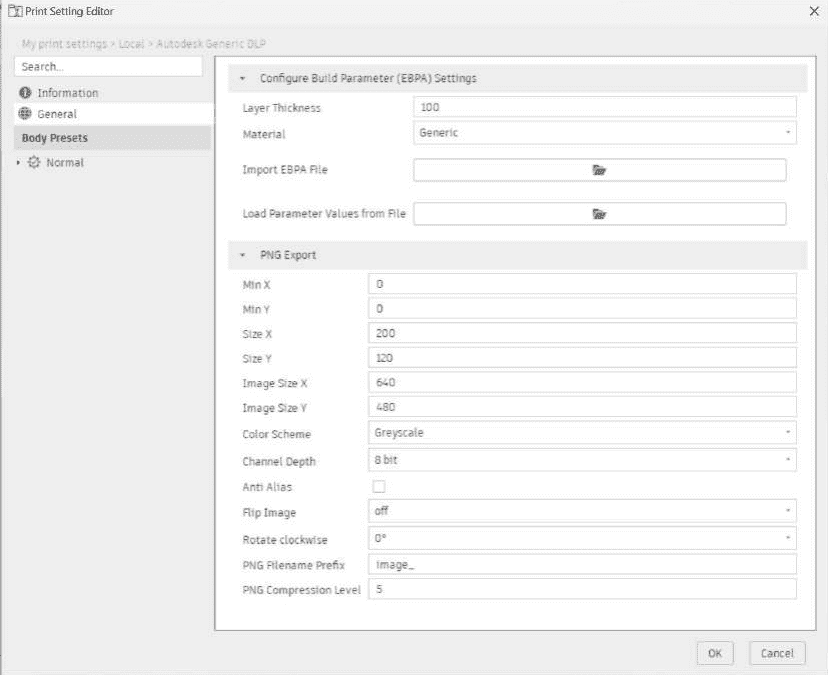 Print Setting Editor
My print settings > Local > Autodesk Generic DLP
Search...
Information
General
Body Presets
Normal
Configure Build Parameter (EBPA) Settings
Layer Thickness 100
Material Generic
Import EBPA File
Load Parameter Values from File
PNG Export
Min X 0
Min Y 0
Size X 200
Size Y 120
Image Size X 640
Image Size Y 480
Color Scheme Greyscale
Channel Depth 8 bit
Anti Alias
Flip Image off
Rotate clockwise 0°
PNG Filename Prefix image_
PNG Compression Level 5
OK Cancel